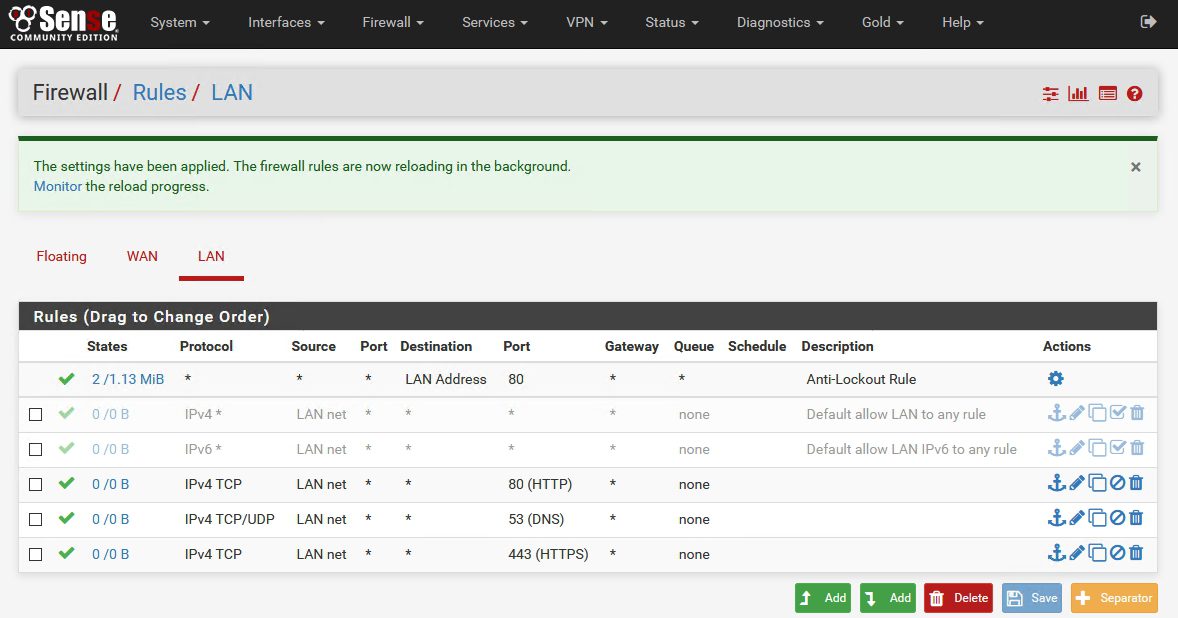 Sense
COMMUNITY EDITION
System Interfaces Firewall Services VPN Status Diagnostics Gold Help
Firewall / Rules / LAN
The settings have been applied. The firewall rules are now reloading in the background.
Monitor the reload progress.
×
Floating WAN LAN
Rules (Drag to Change Order)
States Protocol Source Port Destination Port Gateway Queue Schedule Description Actions
2 /1.13 MiB * * * LAN Address 80 * * Anti-Lockout Rule
0 /0 B IPv4 * LAN net * * * * none Default allow LAN to any rule
0 /0 B IPv6 * LAN net * * * * none Default allow LAN IPv6 to any rule
0 /0 B IPv4 TCP LAN net * * 80 (HTTP) * none
0 /0 B IPv4 TCP/UDP LAN net * * 53 (DNS) * none
0 /0 B IPv4 TCP LAN net * * 443 (HTTPS) * none
Add Add Delete Save Separator